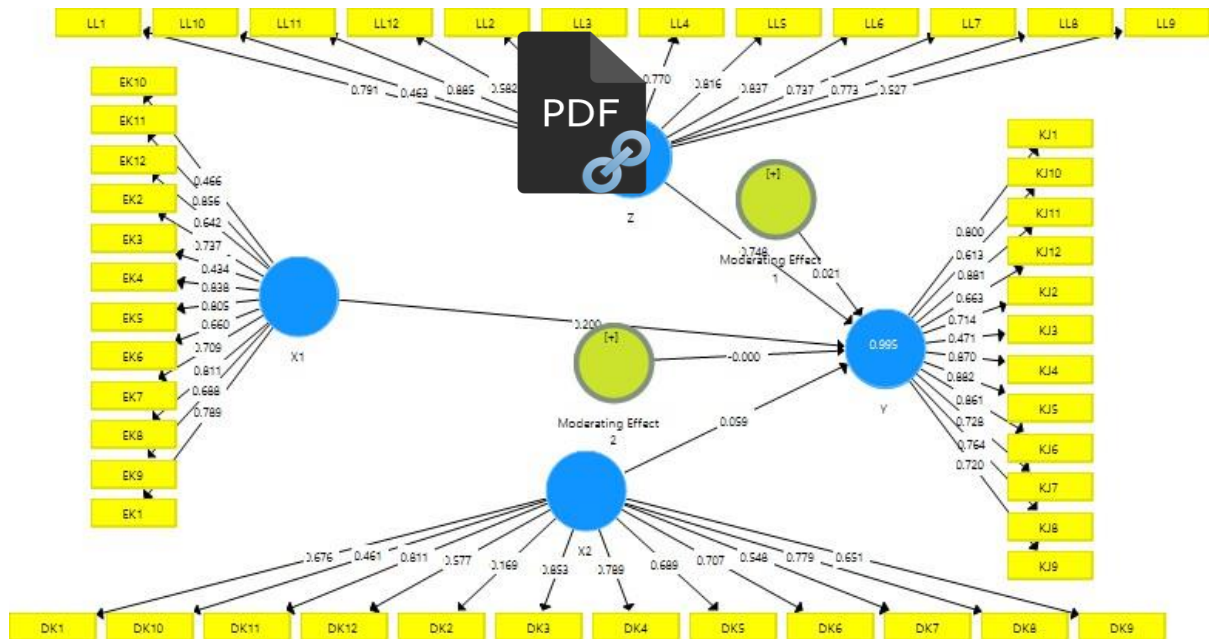 LL1 LL10 LL11 LL12 LL2 LL3 LL4 LL5 LL6 LL7 LL8 LL9
0.791 0.463 0.885 0.582 0.770 0.816 0.837 0.737 0.773 0.527
PDF
Z
EK10
EK11
EK12
EK2
EK3
EK4
EK5
EK6
EK7
EK8
EK9
EK1
0.466
0.856
0.642
0.737
0.434
0.838
0.805
0.660
0.709
0.811
0.688
0.789
X1
[+]
Moderating Effect
1
0.748
0.021
0.200
[+]
-0.000
Moderating Effect
2
0.059
0.995
Y
0.800
0.613
0.881
0.663
0.714
0.471
0.870
0.882
0.861
0.728
0.764
0.720
KJ1
KJ10
KJ11
KJ12
KJ2
KJ3
KJ4
KJ5
KJ6
KJ7
KJ8
KJ9
X2
0.676 0.461 0.811 0.577 0.169 0.853 0.789 0.689 0.707 0.548 0.779 0.651
DK1 DK10 DK11 DK12 DK2 DK3 DK4 DK5 DK6 DK7 DK8 DK9